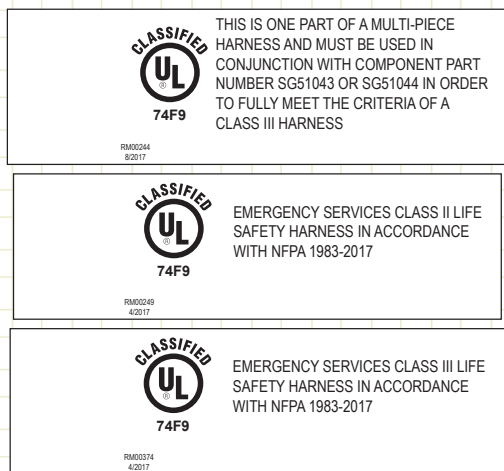 CLASSIFIED
UL
®
74F9
THIS IS ONE PART OF A MULTI-PIECE
HARNESS AND MUST BE USED IN
CONJUNCTION WITH COMPONENT PART
NUMBER SG51043 OR SG51044 IN ORDER
TO FULLY MEET THE CRITERIA OF A
CLASS III HARNESS
RM00244
8/2017
CLASSIFIED
UL
®
74F9
EMERGENCY SERVICES CLASS II LIFE
SAFETY HARNESS IN ACCORDANCE
WITH NFPA 1983-2017
RM00249
4/2017
CLASSIFIED
UL
®
74F9
EMERGENCY SERVICES CLASS III LIFE
SAFETY HARNESS IN ACCORDANCE
WITH NFPA 1983-2017
RM00374
4/2017